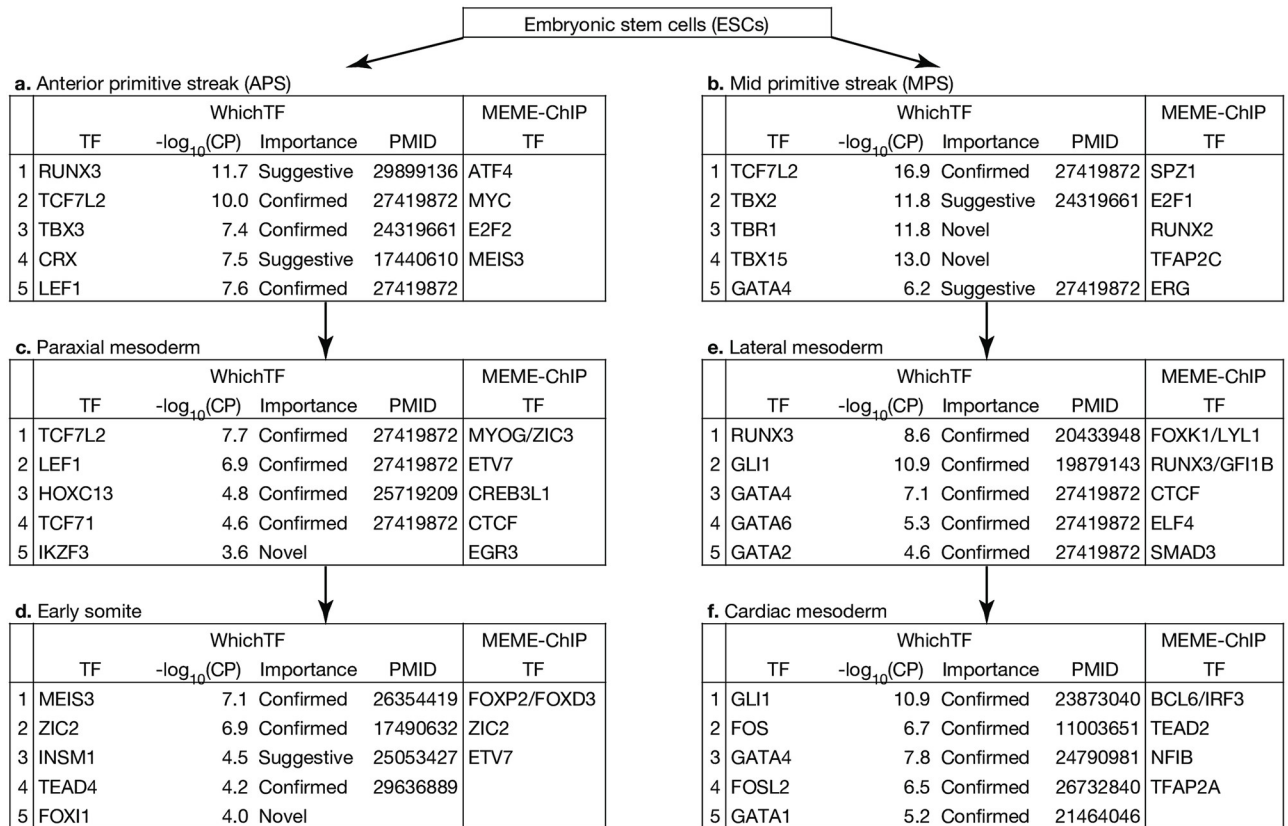 Embryonic stem cells (ESCs)
a. Anterior primitive streak (APS)
WhichTF MEME-ChIP
TF -log10(CP) Importance PMID TF
1 RUNX3 11.7 Suggestive 29899136 ATF4
2 TCF7L2 10.0 Confirmed 27419872 MYC
3 TBX3 7.4 Confirmed 24319661 E2F2
4 CRX 7.5 Suggestive 17440610 MEIS3
5 LEF1 7.6 Confirmed 27419872
b. Mid primitive streak (MPS)
WhichTF MEME-ChIP
TF -log10(CP) Importance PMID TF
1 TCF7L2 16.9 Confirmed 27419872 SPZ1
2 TBX2 11.8 Suggestive 24319661 E2F1
3 TBR1 11.8 Novel RUNX2
4 TBX15 13.0 Novel TFAP2C
5 GATA4 6.2 Suggestive 27419872 ERG
c. Paraxial mesoderm
WhichTF MEME-ChIP
TF -log10(CP) Importance PMID TF
1 TCF7L2 7.7 Confirmed 27419872 MYOG/ZIC3
2 LEF1 6.9 Confirmed 27419872 ETV7
3 HOXC13 4.8 Confirmed 25719209 CREB3L1
4 TCF71 4.6 Confirmed 27419872 CTCF
5 IKZF3 3.6 Novel EGR3
e. Lateral mesoderm
WhichTF MEME-ChIP
TF -log10(CP) Importance PMID TF
1 RUNX3 8.6 Confirmed 20433948 FOXK1/LYL1
2 GLI1 10.9 Confirmed 19879143 RUNX3/GFI1B
3 GATA4 7.1 Confirmed 27419872 CTCF
4 GATA6 5.3 Confirmed 27419872 ELF4
5 GATA2 4.6 Confirmed 27419872 SMAD3
d. Early somite
WhichTF MEME-ChIP
TF -log10(CP) Importance PMID TF
1 MEIS3 7.1 Confirmed 26354419 FOXP2/FOXD3
2 ZIC2 6.9 Confirmed 17490632 ZIC2
3 INSM1 4.5 Suggestive 25053427 ETV7
4 TEAD4 4.2 Confirmed 29636889
5 FOXI1 4.0 Novel
f. Cardiac mesoderm
WhichTF MEME-ChIP
TF -log10(CP) Importance PMID TF
1 GLI1 10.9 Confirmed 23873040 BCL6/IRF3
2 FOS 6.7 Confirmed 11003651 TEAD2
3 GATA4 7.8 Confirmed 24790981 NFIB
4 FOSL2 6.5 Confirmed 26732840 TFAP2A
5 GATA1 5.2 Confirmed 21464046